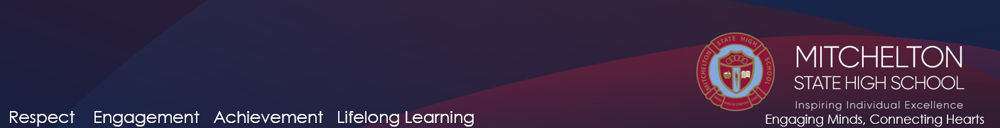 MITCHELTON STATE HIGH SCHOOL
MITCHELTON
STATE HIGH SCHOOL
Inspiring Individual Excellence
Engaging Minds, Connecting Hearts
Respect Engagement Achievement Lifelong Learning